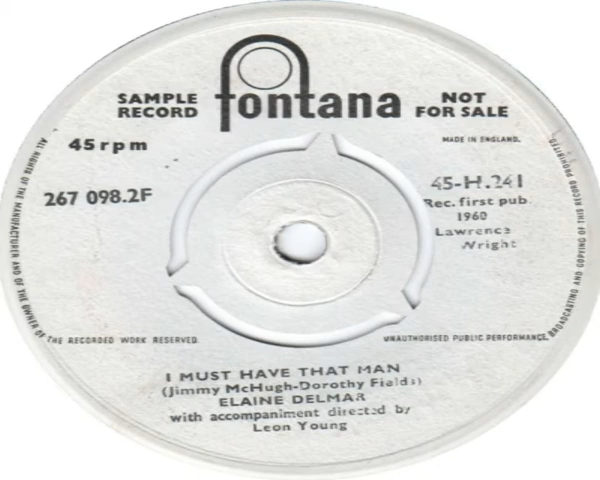 SAMPLE RECORD
fontana
NOT FOR SALE
45 rpm
MADE IN ENGLAND.
267 098.2F
45-H.241
Rec. first pub.
1960
Lawrence
Wright
ALL RIGHTS OF THE MANUFACTURER AND OF THE OWNER OF THE RECORDED WORK RESERVED.
UNAUTHORISED PUBLIC PERFORMANCE, BROADCASTING AND COPYING OF THIS RECORD PROHIBITED
I MUST HAVE THAT MAN
(Jimmy McHugh-Dorothy Fields)
ELAINE DELMAR
with accompaniment directed by
Leon Young